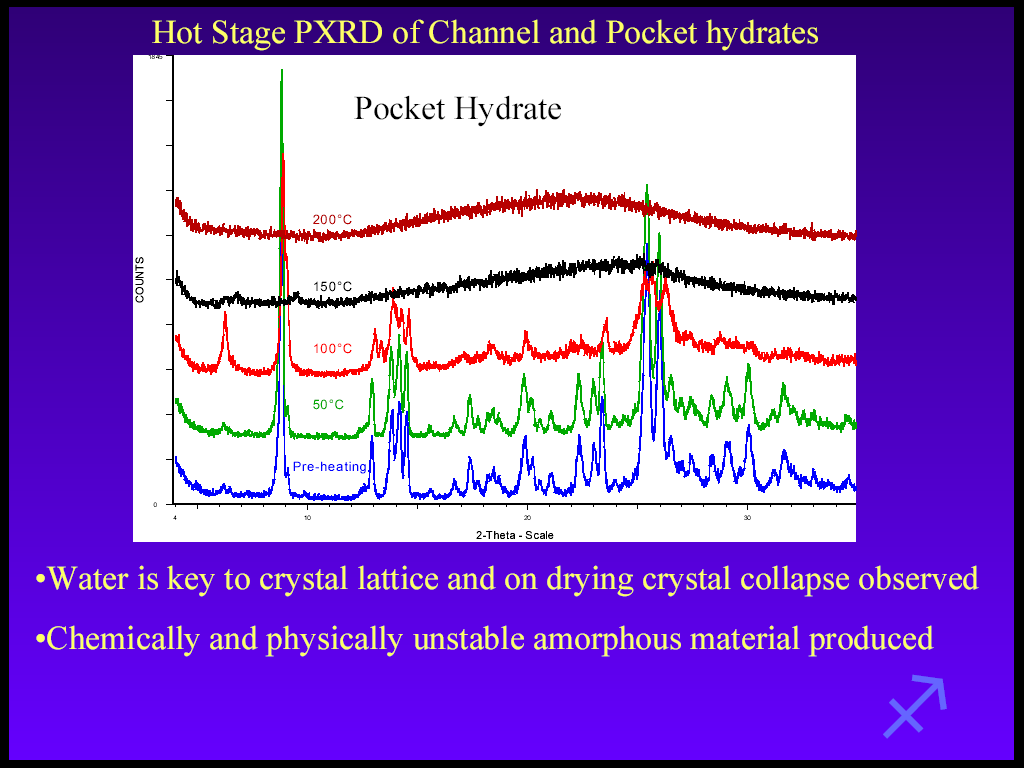 Hot Stage PXRD of Channel and Pocket hydrates
Pocket Hydrate
200°C
150°C
100°C
50°C
Pre-heating
COUNTS
0
4
10
20
30
2-Theta - Scale
•Water is key to crystal lattice and on drying crystal collapse observed
•Chemically and physically unstable amorphous material produced